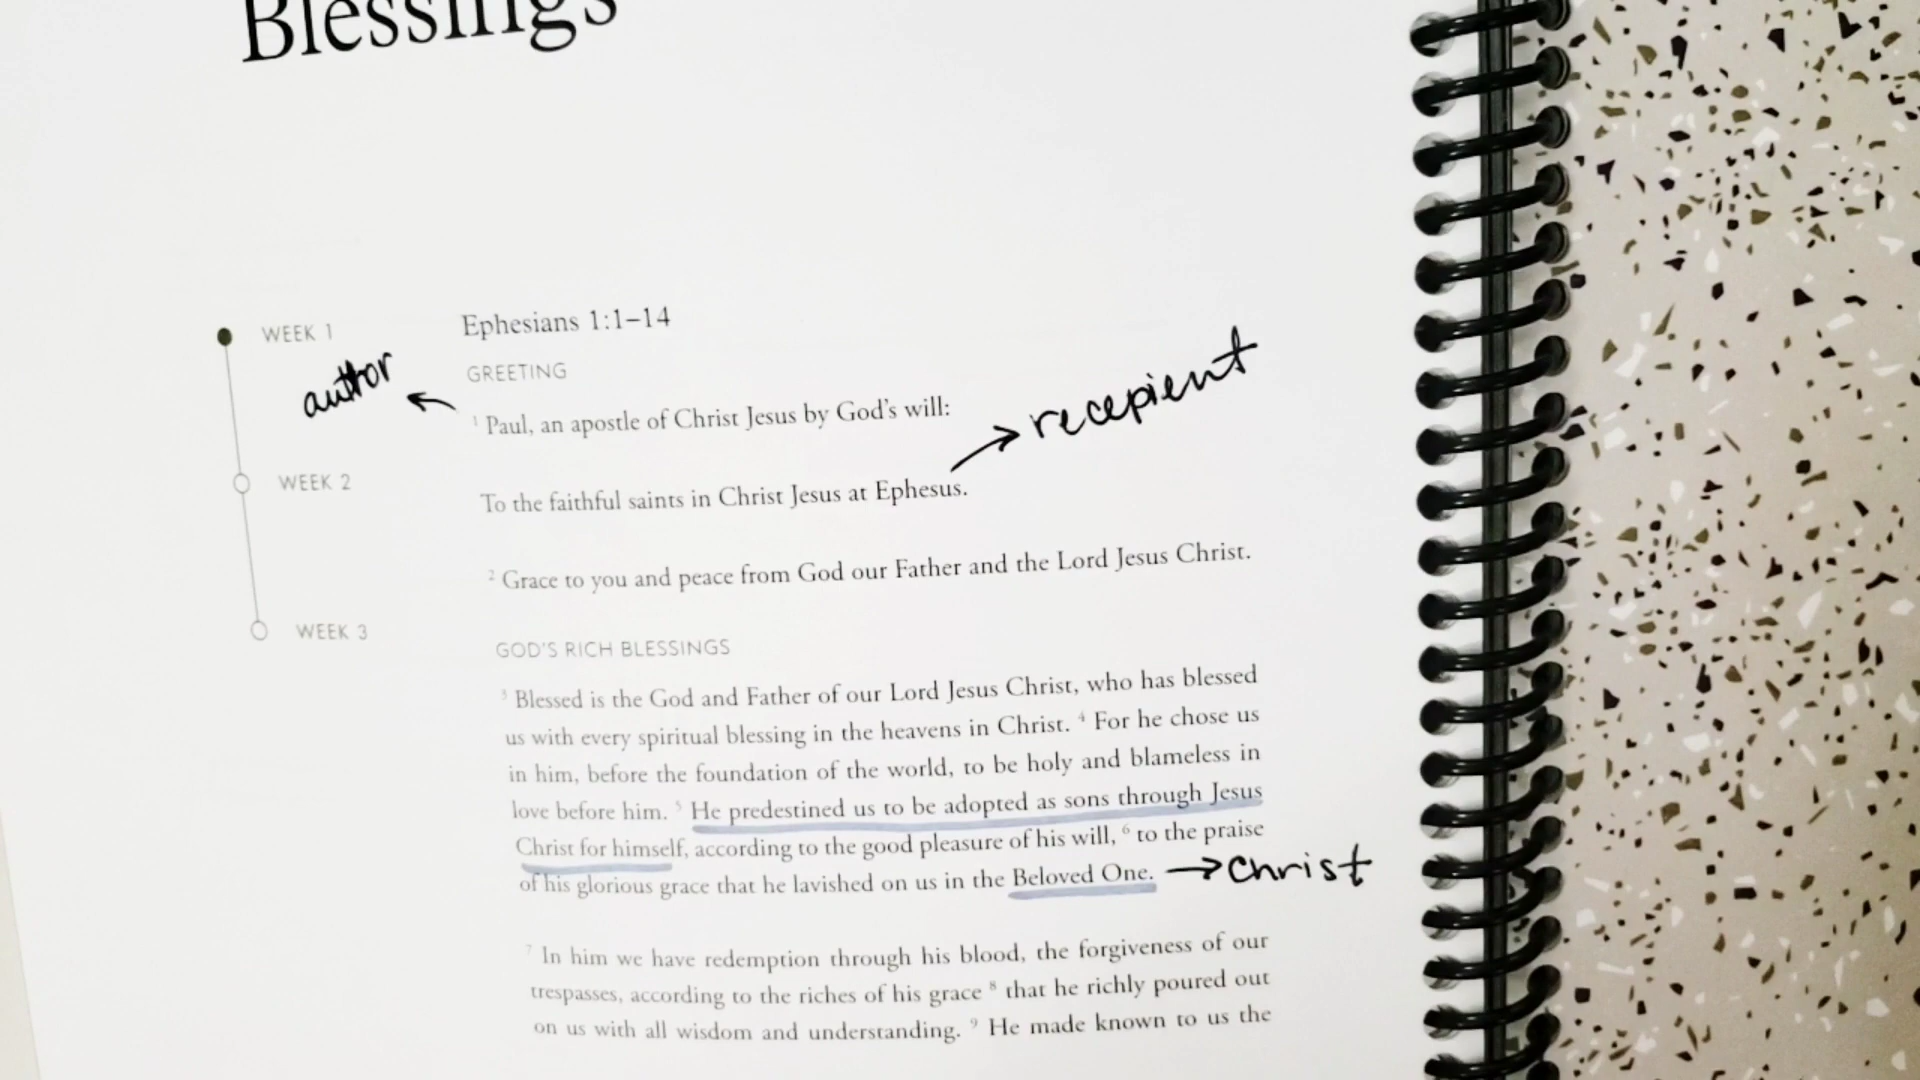 Blessings
WEEK 1
Ephesians 1:1–14
GREETING
author
¹ Paul, an apostle of Christ Jesus by God's will:
recepient
WEEK 2
To the faithful saints in Christ Jesus at Ephesus.
² Grace to you and peace from God our Father and the Lord Jesus Christ.
WEEK 3
GOD'S RICH BLESSINGS
³ Blessed is the God and Father of our Lord Jesus Christ, who has blessed
us with every spiritual blessing in the heavens in Christ. ⁴ For he chose us
in him, before the foundation of the world, to be holy and blameless in
love before him. ⁵ He predestined us to be adopted as sons through Jesus
Christ for himself, according to the good pleasure of his will, ⁶ to the praise
of his glorious grace that he lavished on us in the Beloved One. → Christ
⁷ In him we have redemption through his blood, the forgiveness of our
trespasses, according to the riches of his grace ⁸ that he richly poured out
on us with all wisdom and understanding. ⁹ He made known to us the